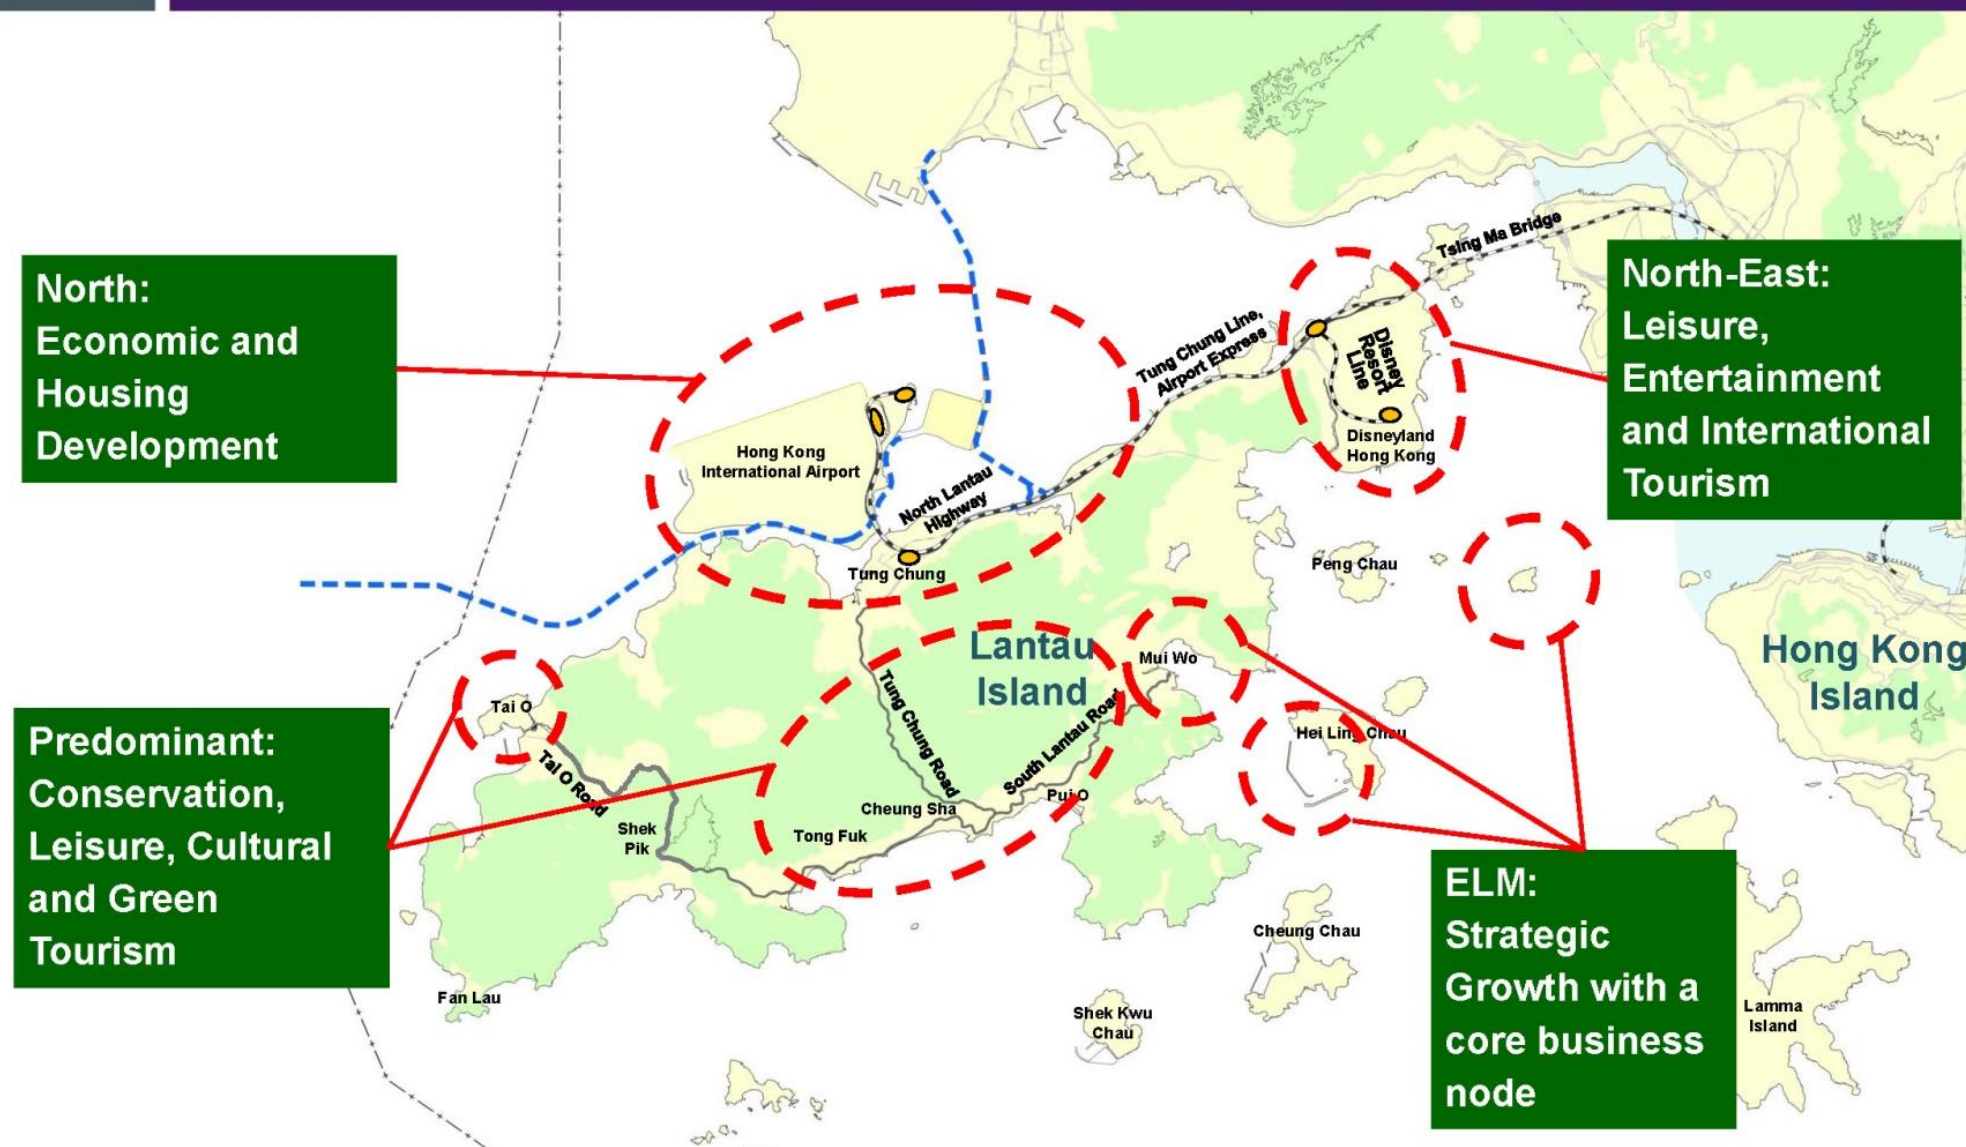 Tsing Ma Bridge
North:
Economic and
Housing
Development
North-East:
Leisure,
Entertainment
and International
Tourism
Tung Chung Line,
Airport Express
Disney
Resort
Line
Disneyland
Hong Kong
Hong Kong
International Airport
North Lantau
Highway
Tung Chung
Peng Chau
Lantau
Island
Mui Wo
Hong Kong
Island
Tai O
Tai O Road
Tung Chung Road
South Lantau Road
Hei Ling Chau
Pui O
Cheung Sha
Tong Fuk
Shek
Pik
Predominant:
Conservation,
Leisure, Cultural
and Green
Tourism
ELM:
Strategic
Growth with a
core business
node
Cheung Chau
Fan Lau
Shek Kwu
Chau
Lamma
Island